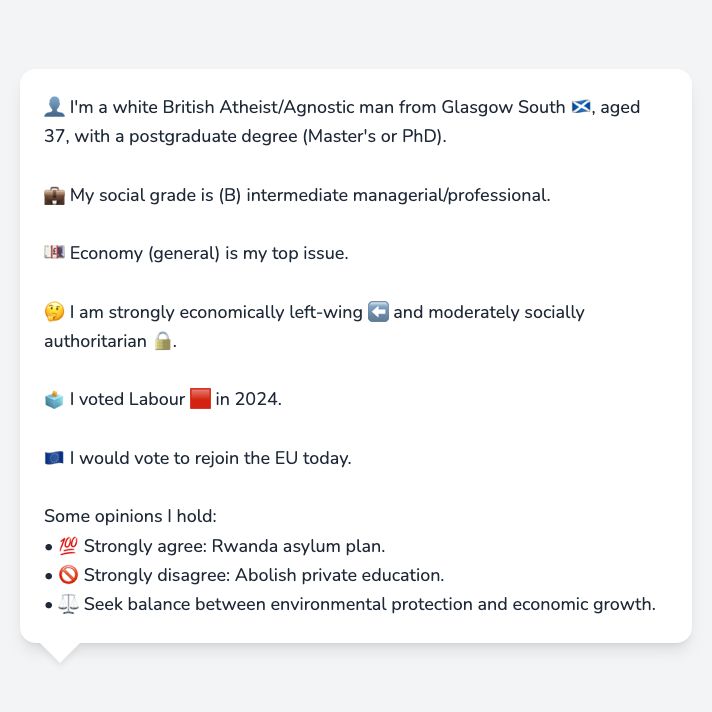 👤 I'm a white British Atheist/Agnostic man from Glasgow South 🏴󠁧󠁢󠁳󠁣󠁴󠁿, aged
37, with a postgraduate degree (Master's or PhD).
💼 My social grade is (B) intermediate managerial/professional.
💷 Economy (general) is my top issue.
🤔 I am strongly economically left-wing ⬅️ and moderately socially
authoritarian 🔒.
🗳️ I voted Labour 🟥 in 2024.
🇪🇺 I would vote to rejoin the EU today.
Some opinions I hold:
• 💯 Strongly agree: Rwanda asylum plan.
• 🚫 Strongly disagree: Abolish private education.
• ⚖️ Seek balance between environmental protection and economic growth.